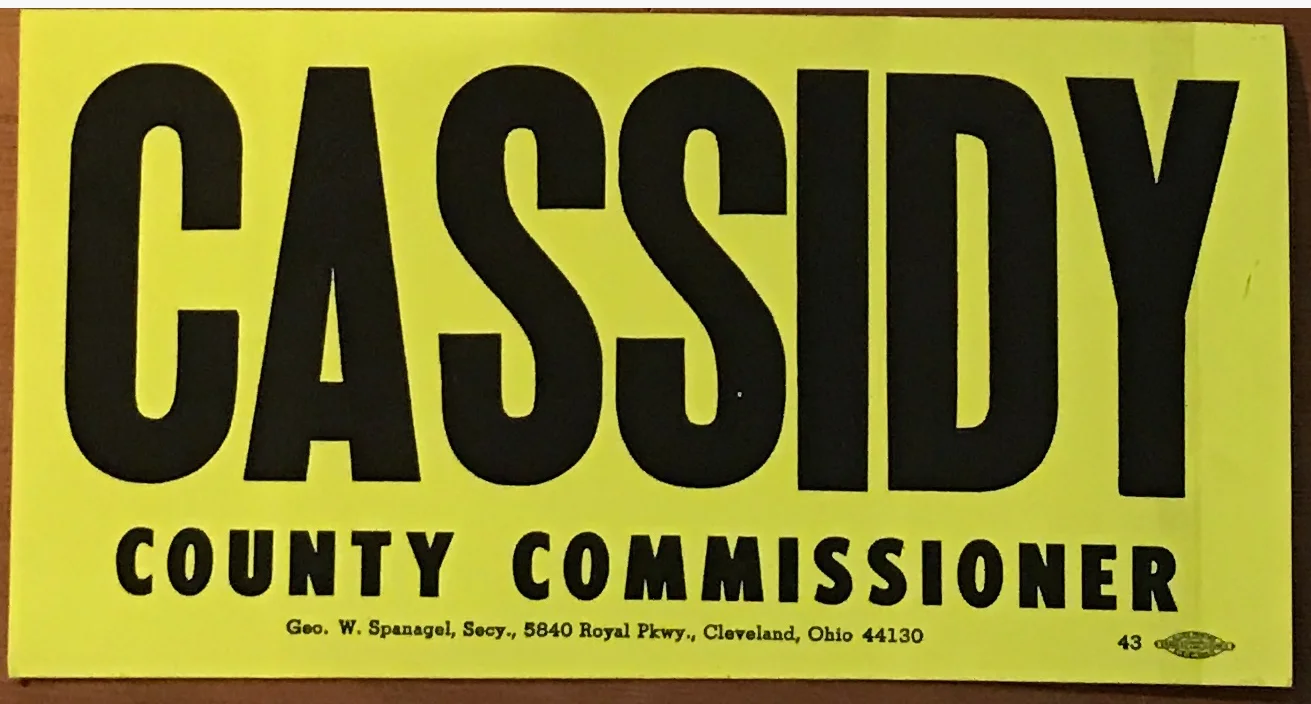 CASSIDY
COUNTY COMMISSIONER
Geo. W. Spanagel, Secy., 5840 Royal Pkwy., Cleveland, Ohio 44130
43